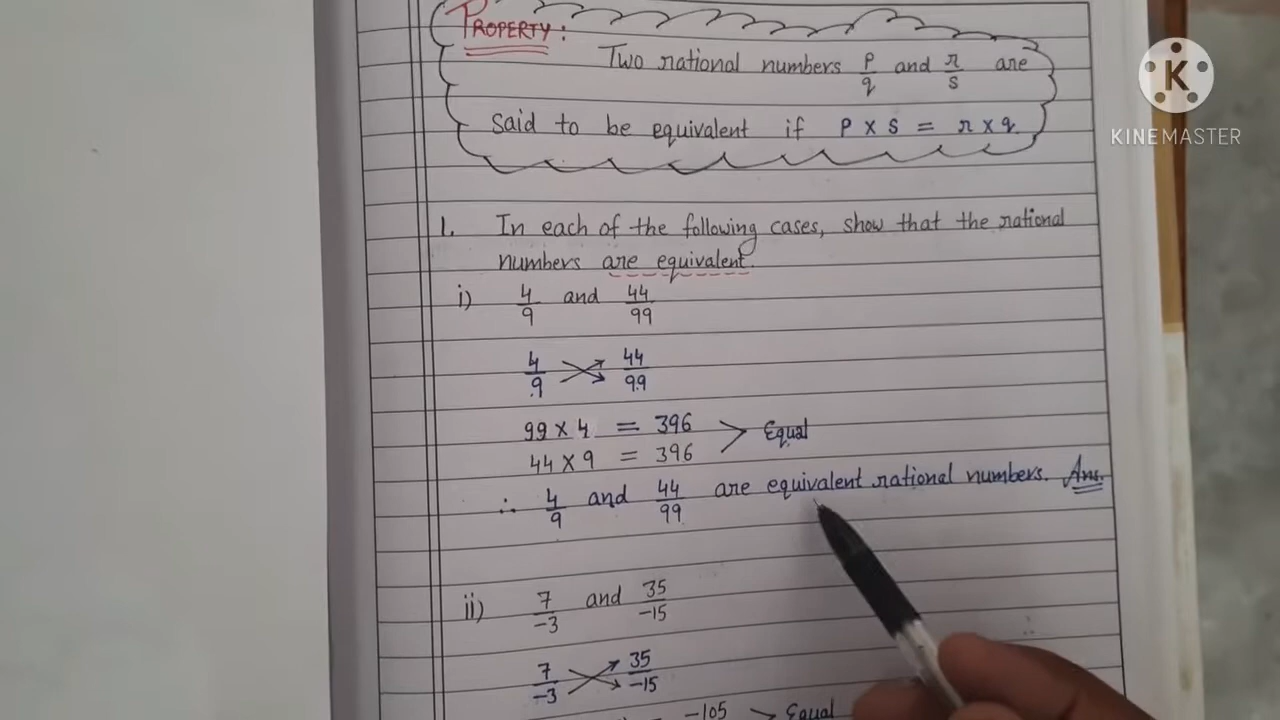 PROPERTY:
Two rational numbers p/q and r/s are
said to be equivalent if p × s = r × q
K
KINEMASTER
1. In each of the following cases, show that the rational
numbers are equivalent.
i) 4/9 and 44/99
4/9 44/99
99 × 4 = 396 > Equal
44 × 9 = 396
∴ 4/9 and 44/99 are equivalent rational numbers. Ans.
ii) 7/-3 and 35/-15
7/-3 35/-15
-105 > Equal